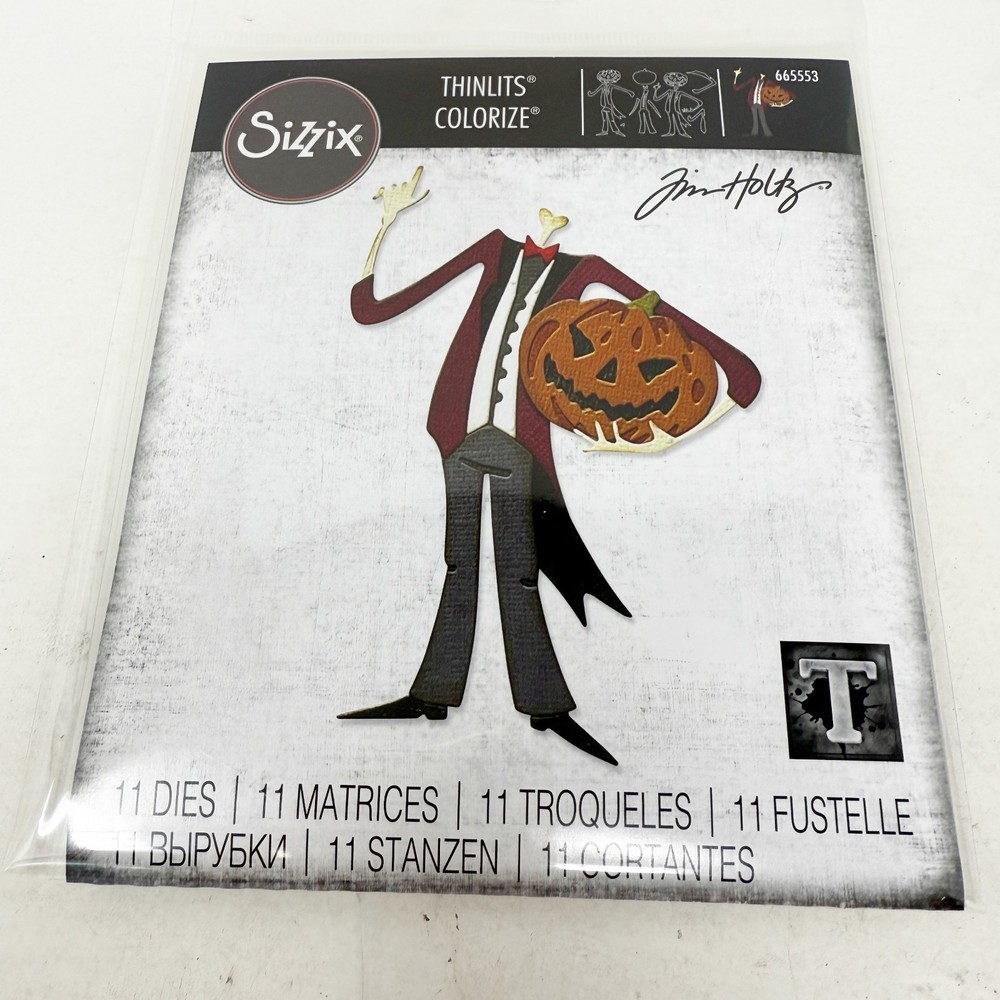 Sizzix®
THINLITS®
COLORIZE®
665553
Tim Holtz®
T
11 DIES | 11 MATRICES | 11 TROQUELES | 11 FUSTELLE
11 ВЫРУБКИ | 11 STANZEN | 11 CORTANTES